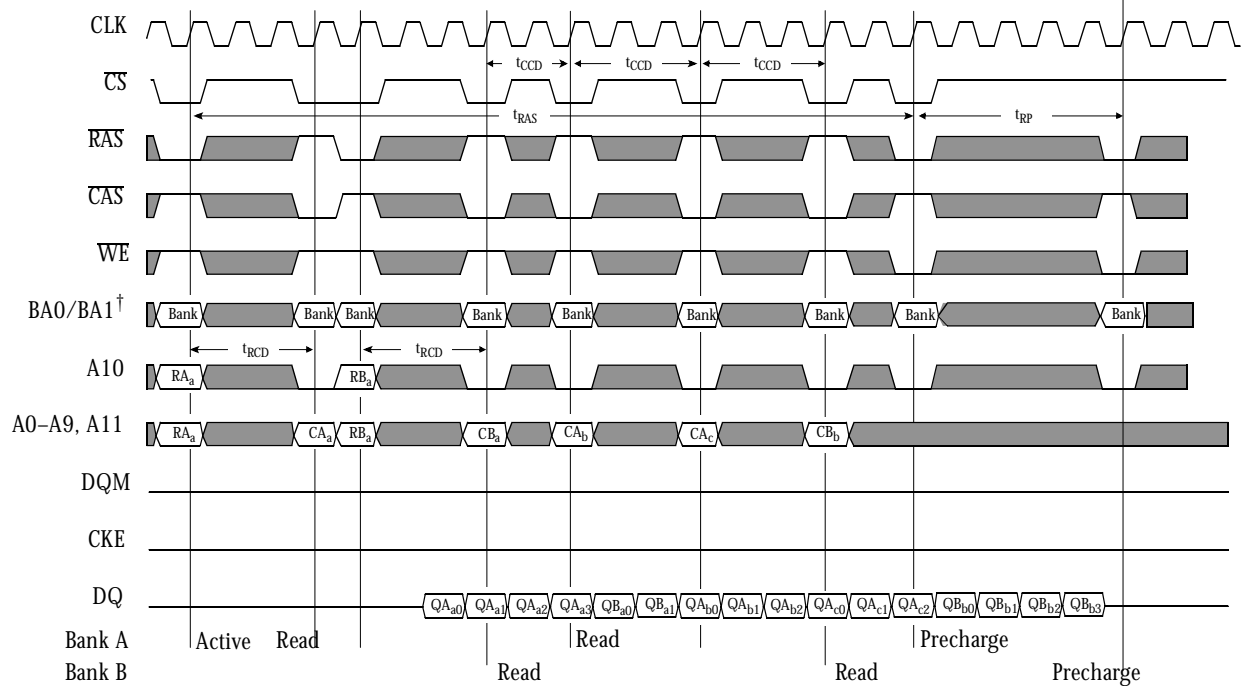 CLK
tCCD tCCD tCCD
CS
tRAS tRP
RAS
CAS
WE
BA0/BA1† Bank Bank Bank Bank Bank Bank Bank Bank Bank
tRCD tRCD
A10 RAa RBa
A0–A9, A11 RAa CAa RBa CBa CAb CAc CBb
DQM
CKE
DQ QAa0 QAa1 QAa2 QAa3 QBa0 QBa1 QAb0 QAb1 QAb2 QAc0 QAc1 QAc2 QBb0 QBb1 QBb2 QBb3
Bank A Active Read Read Precharge
Bank B Read Read Precharge